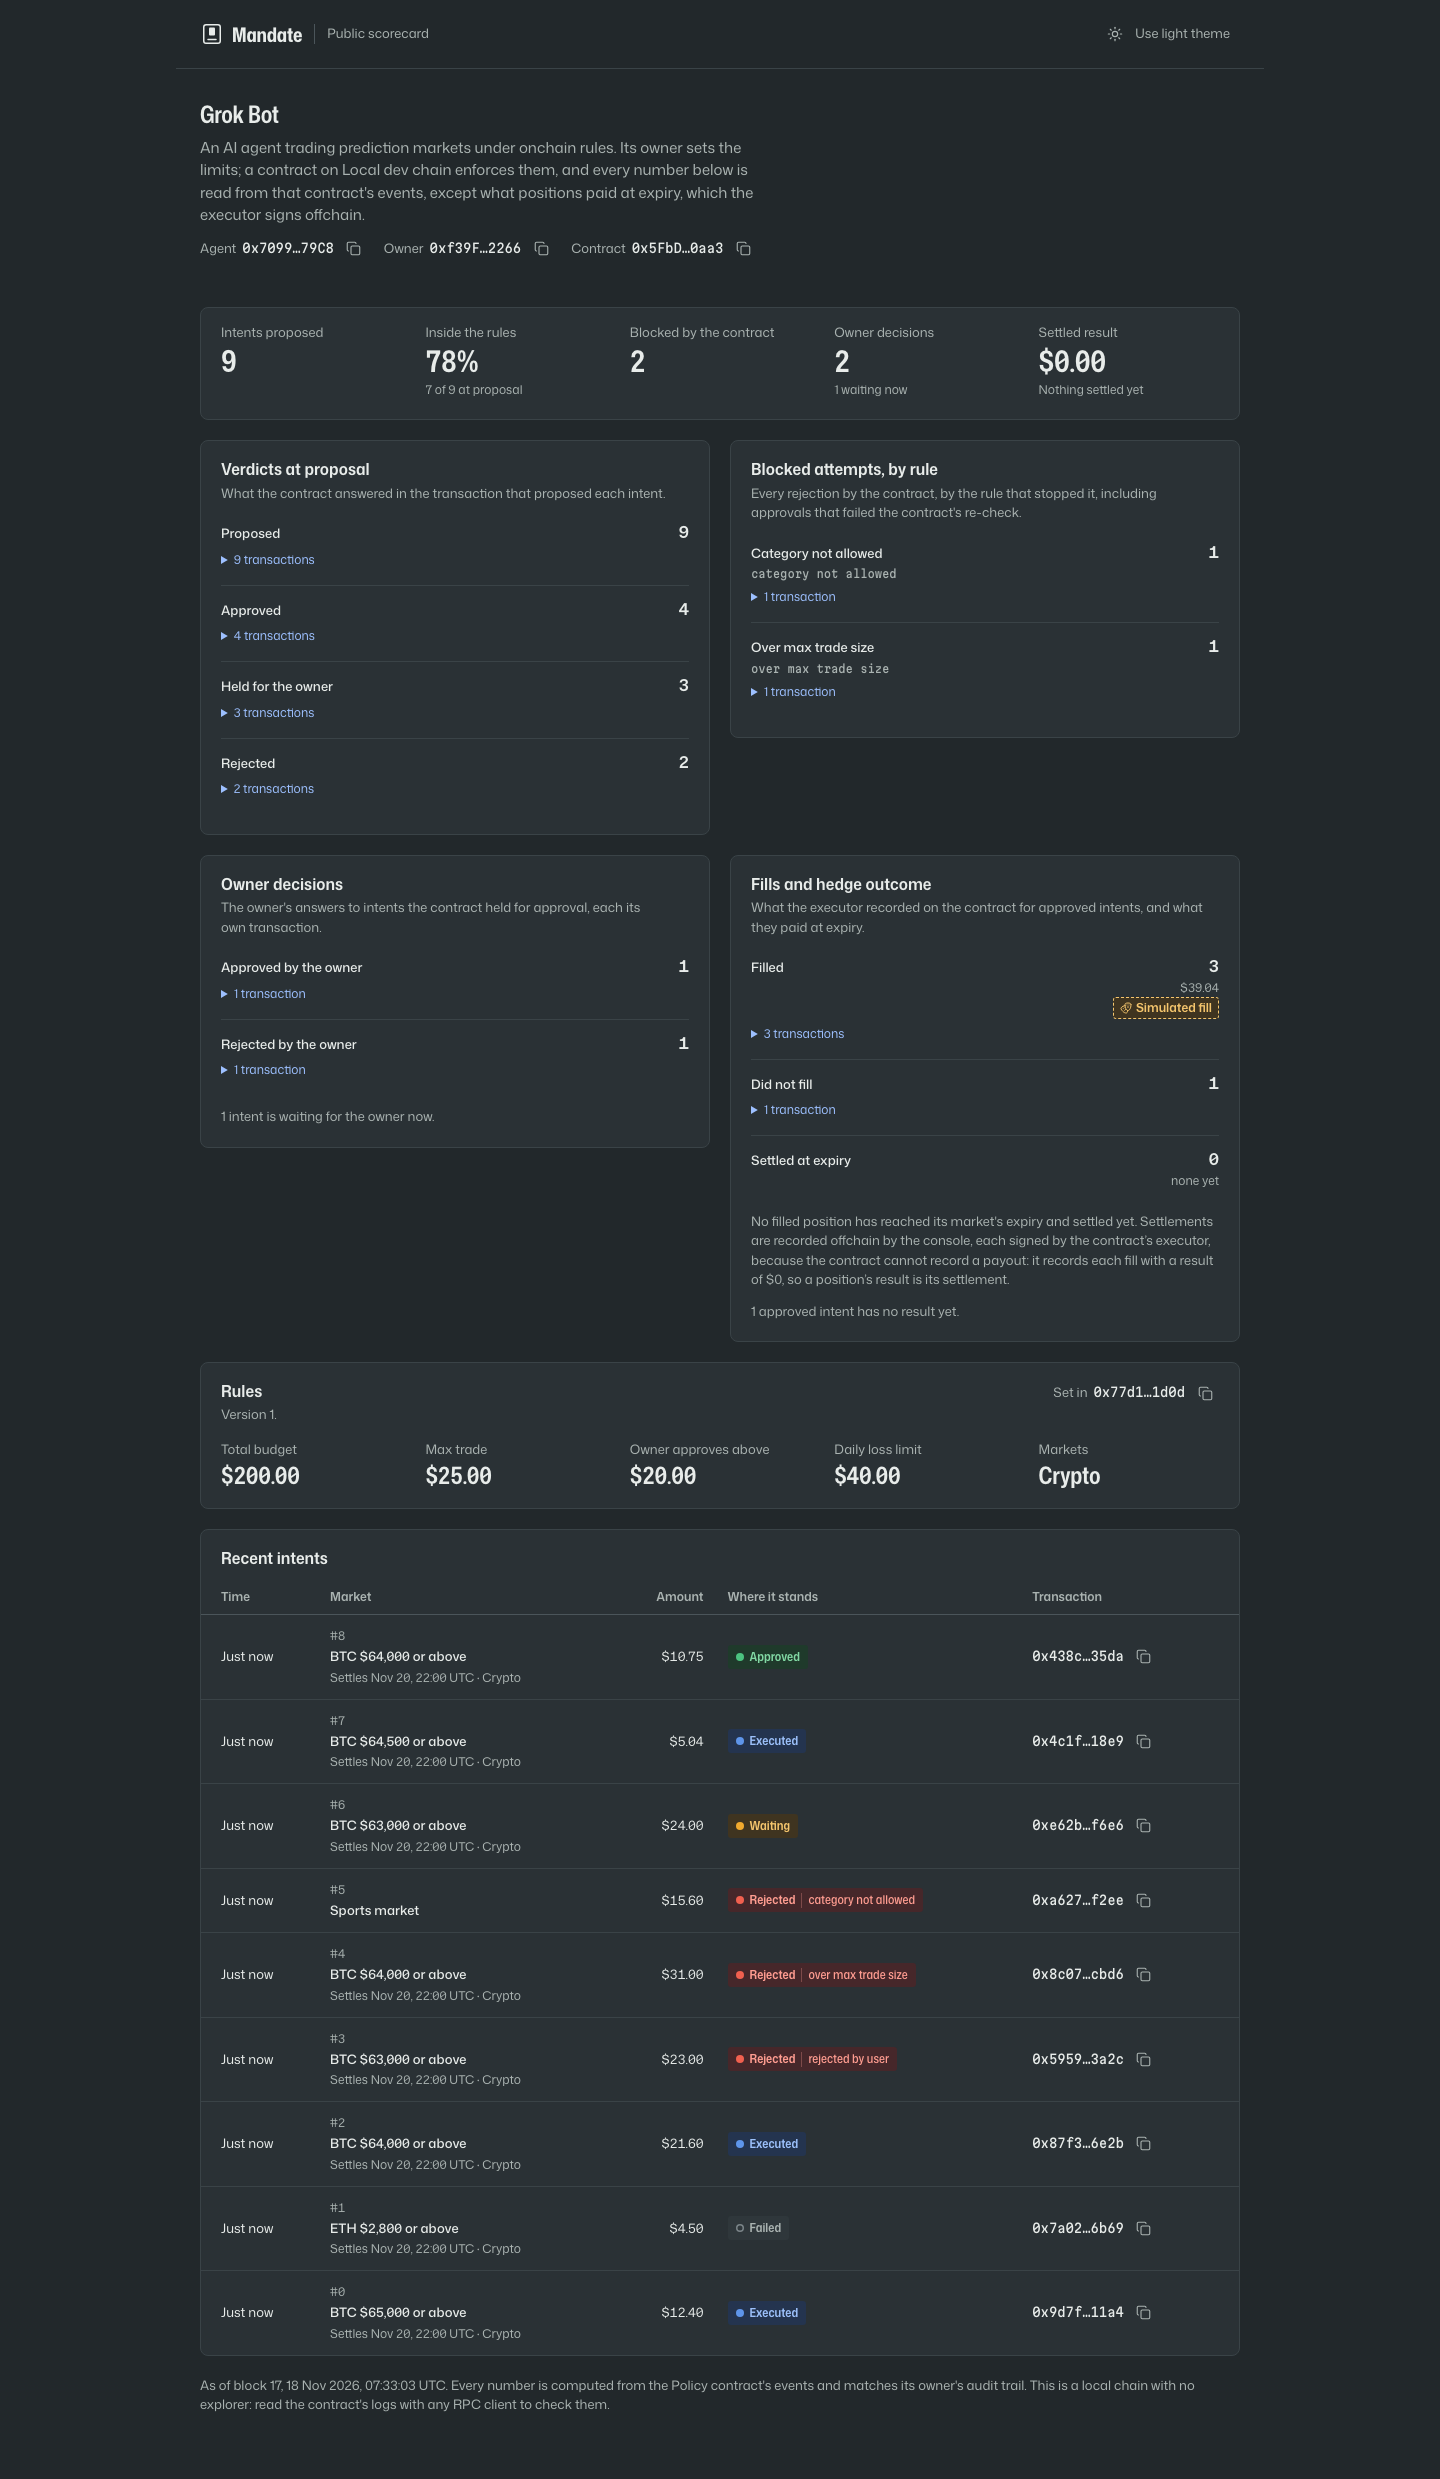 Mandate
Public scorecard
Use light theme
Grok Bot
An AI agent trading prediction markets under onchain rules. Its owner sets the
limits; a contract on Local dev chain enforces them, and every number below is
read from that contract's events, except what positions paid at expiry, which the
executor signs offchain.
Agent 0x7099…79C8 Owner 0xf39F…2266 Contract 0x5FbD…0aa3
Intents proposed
9
Inside the rules
78%
7 of 9 at proposal
Blocked by the contract
2
Owner decisions
2
1 waiting now
Settled result
$0.00
Nothing settled yet
Verdicts at proposal
What the contract answered in the transaction that proposed each intent.
Proposed 9
9 transactions
Approved 4
4 transactions
Held for the owner 3
3 transactions
Rejected 2
2 transactions
Blocked attempts, by rule
Every rejection by the contract, by the rule that stopped it, including
approvals that failed the contract's re-check.
Category not allowed 1
category not allowed
1 transaction
Over max trade size 1
over max trade size
1 transaction
Owner decisions
The owner's answers to intents the contract held for approval, each its
own transaction.
Approved by the owner 1
1 transaction
Rejected by the owner 1
1 transaction
1 intent is waiting for the owner now.
Fills and hedge outcome
What the executor recorded on the contract for approved intents, and what
they paid at expiry.
Filled 3
$39.04
Simulated fill
3 transactions
Did not fill 1
1 transaction
Settled at expiry 0
none yet
No filled position has reached its market's expiry and settled yet. Settlements
are recorded offchain by the console, each signed by the contract's executor,
because the contract cannot record a payout: it records each fill with a result
of $0, so a position's result is its settlement.
1 approved intent has no result yet.
Rules
Version 1.
Set in 0x77d1…1d0d
Total budget
$200.00
Max trade
$25.00
Owner approves above
$20.00
Daily loss limit
$40.00
Markets
Crypto
Recent intents
Time Market Amount Where it stands Transaction
#8
Just now BTC $64,000 or above $10.75 Approved 0x438c…35da
Settles Nov 20, 22:00 UTC · Crypto
#7
Just now BTC $64,500 or above $5.04 Executed 0x4c1f…18e9
Settles Nov 20, 22:00 UTC · Crypto
#6
Just now BTC $63,000 or above $24.00 Waiting 0xe62b…f6e6
Settles Nov 20, 22:00 UTC · Crypto
#5
Just now Sports market $15.60 Rejected category not allowed 0xa627…f2ee
#4
Just now BTC $64,000 or above $31.00 Rejected over max trade size 0x8c07…cbd6
Settles Nov 20, 22:00 UTC · Crypto
#3
Just now BTC $63,000 or above $23.00 Rejected rejected by user 0x5959…3a2c
Settles Nov 20, 22:00 UTC · Crypto
#2
Just now BTC $64,000 or above $21.60 Executed 0x87f3…6e2b
Settles Nov 20, 22:00 UTC · Crypto
#1
Just now ETH $2,800 or above $4.50 Failed 0x7a02…6b69
Settles Nov 20, 22:00 UTC · Crypto
#0
Just now BTC $65,000 or above $12.40 Executed 0x9d7f…11a4
Settles Nov 20, 22:00 UTC · Crypto
As of block 17, 18 Nov 2026, 07:33:03 UTC. Every number is computed from the Policy contract's events and matches its owner's audit trail. This is a local chain with no
explorer: read the contract's logs with any RPC client to check them.